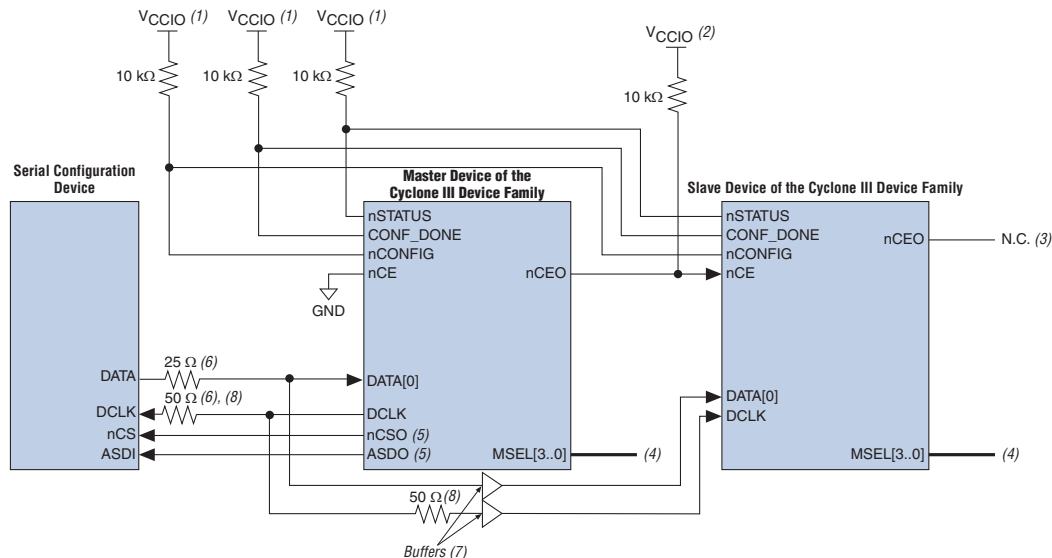 VCCIO (1) VCCIO (1) VCCIO (1)
VCCIO (2)
10 kΩ 10 kΩ 10 kΩ
10 kΩ
Serial Configuration
Device
Master Device of the
Cyclone III Device Family
Slave Device of the Cyclone III Device Family
nSTATUS
CONF_DONE
nCONFIG
nCE
nCEO
GND
nSTATUS
CONF_DONE
nCONFIG
nCE
nCEO
N.C. (3)
DATA
25 Ω (6)
DATA[0]
DCLK
50 Ω (6), (8)
DCLK
nCS
nCSO (5)
ASDI
ASDO (5)
MSEL[3..0]
(4)
DATA[0]
DCLK
MSEL[3..0]
(4)
50 Ω (8)
Buffers (7)